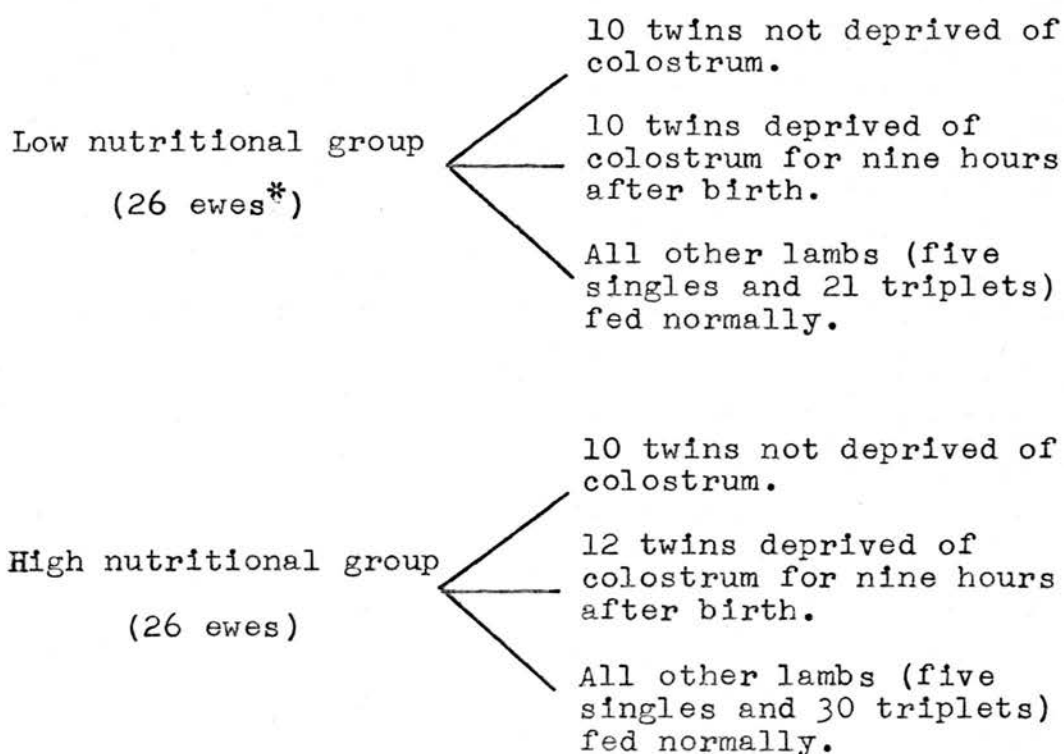 10 twins not deprived of
colostrum.
Low nutritional group
(26 ewes*)
10 twins deprived of
colostrum for nine hours
after birth.
All other lambs (five
singles and 21 triplets)
fed normally.
10 twins not deprived of
colostrum.
High nutritional group
(26 ewes)
12 twins deprived of
colostrum for nine hours
after birth.
All other lambs (five
singles and 30 triplets)
fed normally.